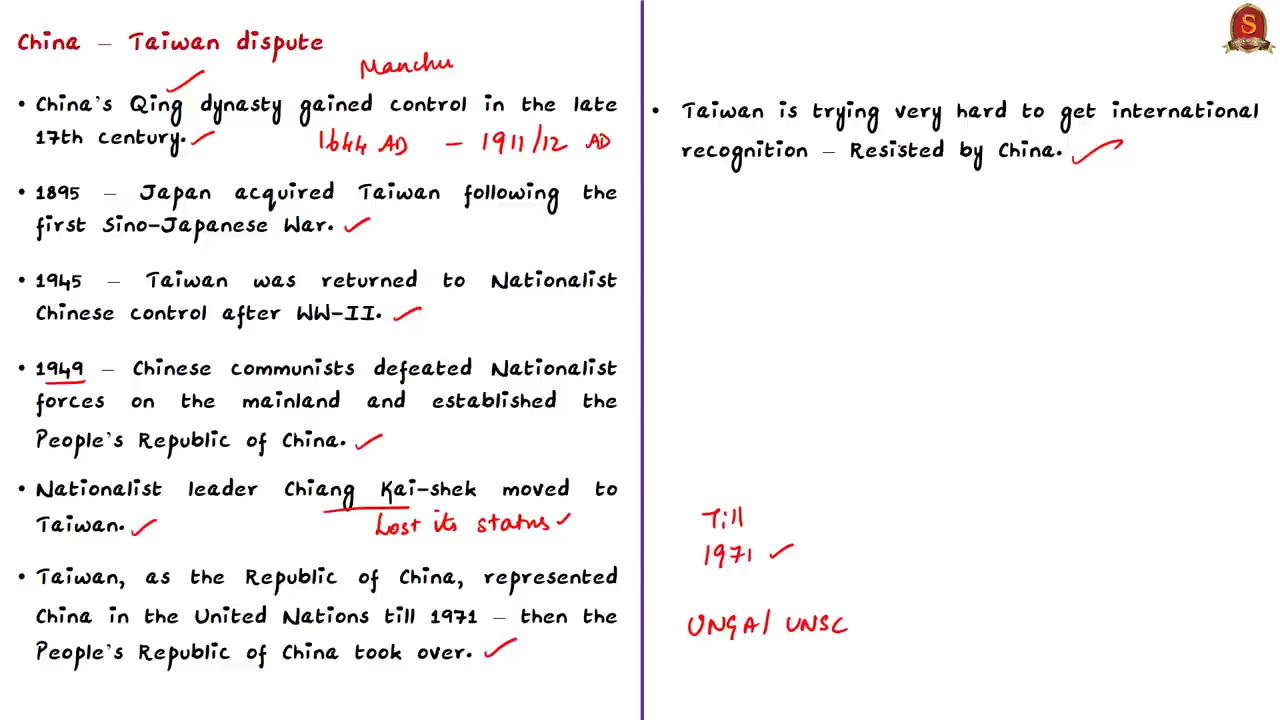 China – Taiwan dispute
Manchu
• China's Qing dynasty gained control in the late
17th century.
1644 AD – 1911/12 AD
• 1895 – Japan acquired Taiwan following the
first Sino-Japanese War.
• 1945 – Taiwan was returned to Nationalist
Chinese control after WW-II.
• 1949 – Chinese communists defeated Nationalist
forces on the mainland and established the
People's Republic of China.
• Nationalist leader Chiang Kai-shek moved to
Taiwan.
Lost its status
• Taiwan, as the Republic of China, represented
China in the United Nations till 1971 – then the
People's Republic of China took over.
S
• Taiwan is trying very hard to get international
recognition – Resisted by China.
Till
1971
UNGA/ UNSC